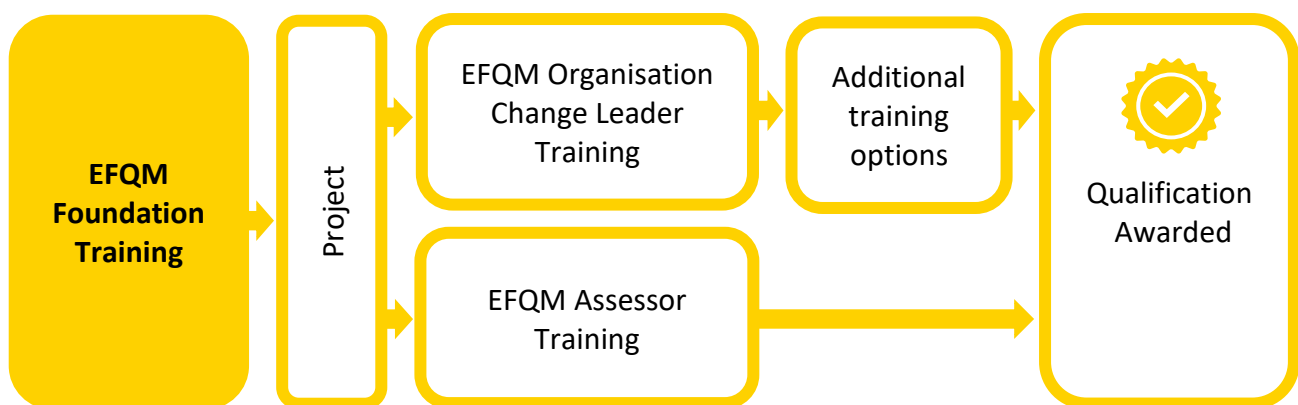 EFQM
Foundation
Training
Project
EFQM Organisation
Change Leader
Training
Additional
training
options
EFQM Assessor
Training
Qualification
Awarded